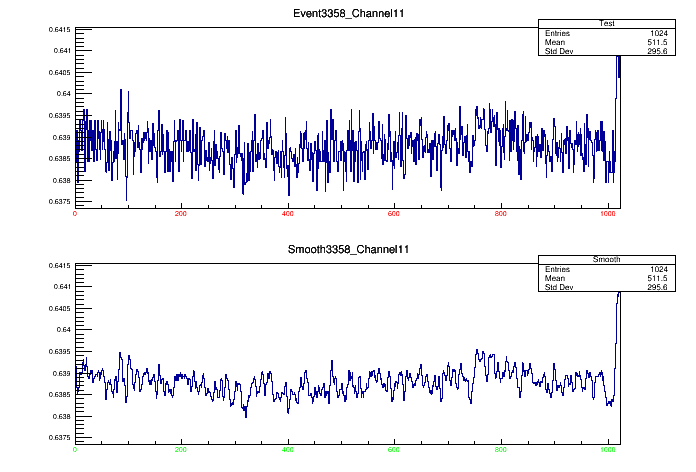 Event3358_Channel11
Test
Entries 1024
Mean 511.5
Std Dev 295.6
0.6415
0.641
0.6405
0.64
0.6395
0.639
0.6385
0.638
0.6375
0 200 400 600 800 1000
Smooth3358_Channel11
Smooth
Entries 1024
Mean 511.5
Std Dev 295.6
0.6415
0.641
0.6405
0.64
0.6395
0.639
0.6385
0.638
0.6375
0 200 400 600 800 1000